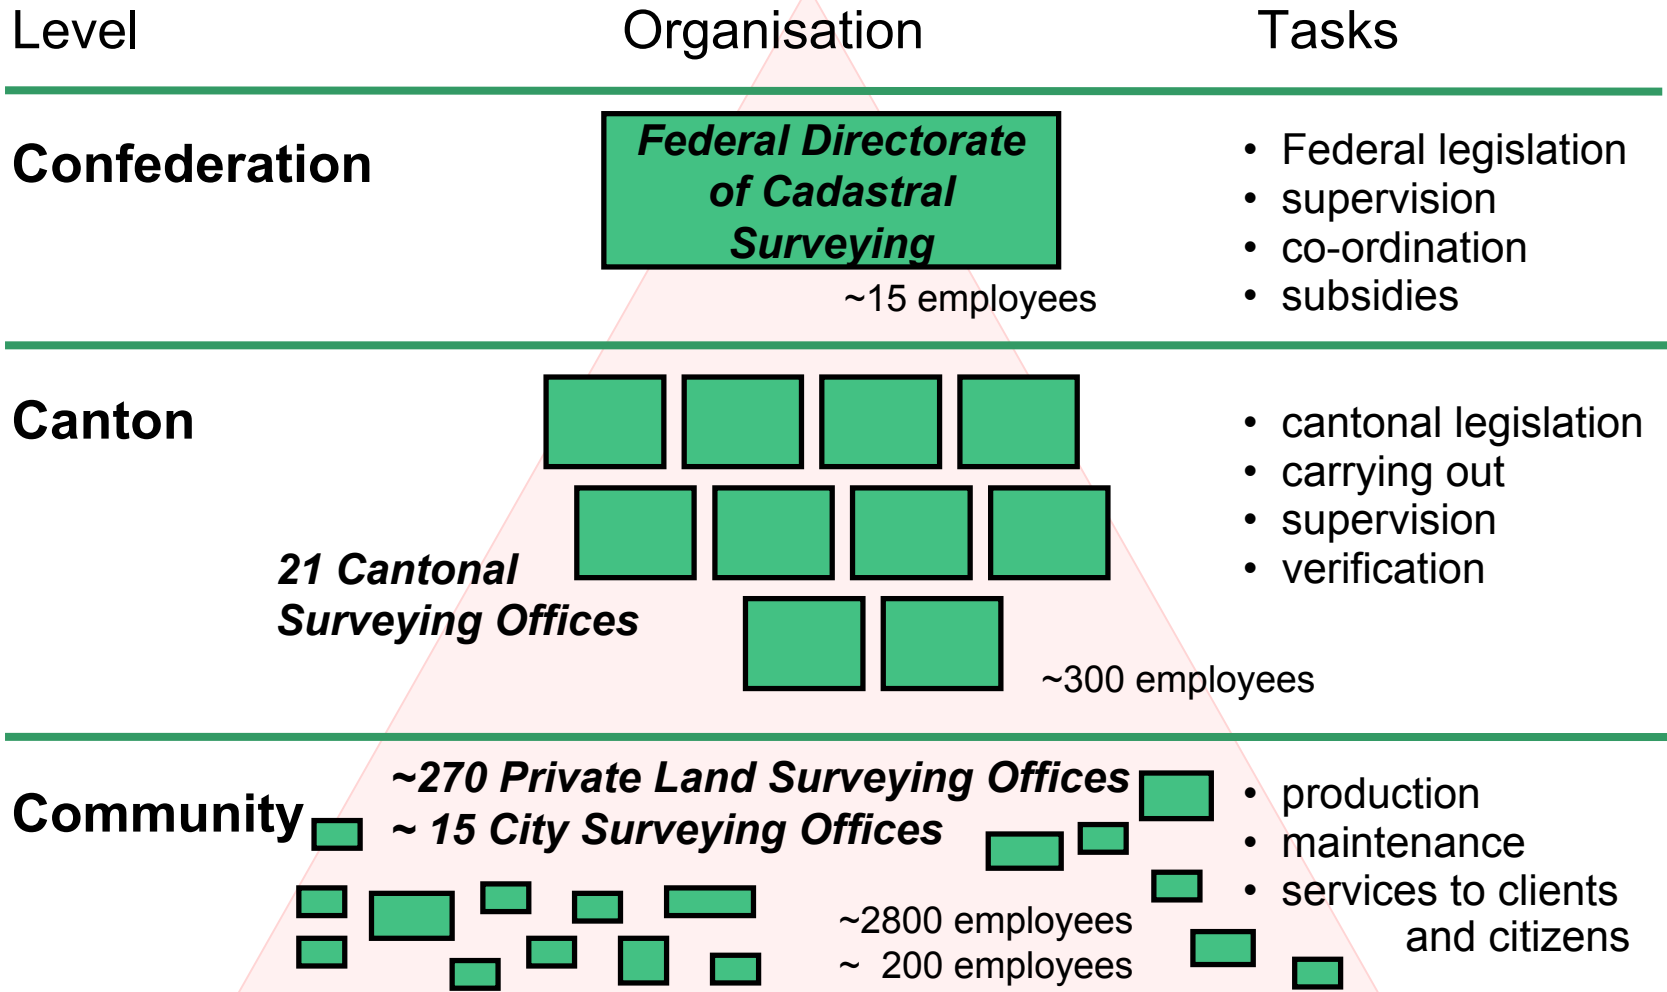 Level Organisation Tasks
Confederation
Federal Directorate
of Cadastral
Surveying
~15 employees
• Federal legislation
• supervision
• co-ordination
• subsidies
Canton
21 Cantonal
Surveying Offices
~300 employees
• cantonal legislation
• carrying out
• supervision
• verification
Community
~270 Private Land Surveying Offices
~ 15 City Surveying Offices
~2800 employees
~ 200 employees
• production
• maintenance
• services to clients
and citizens